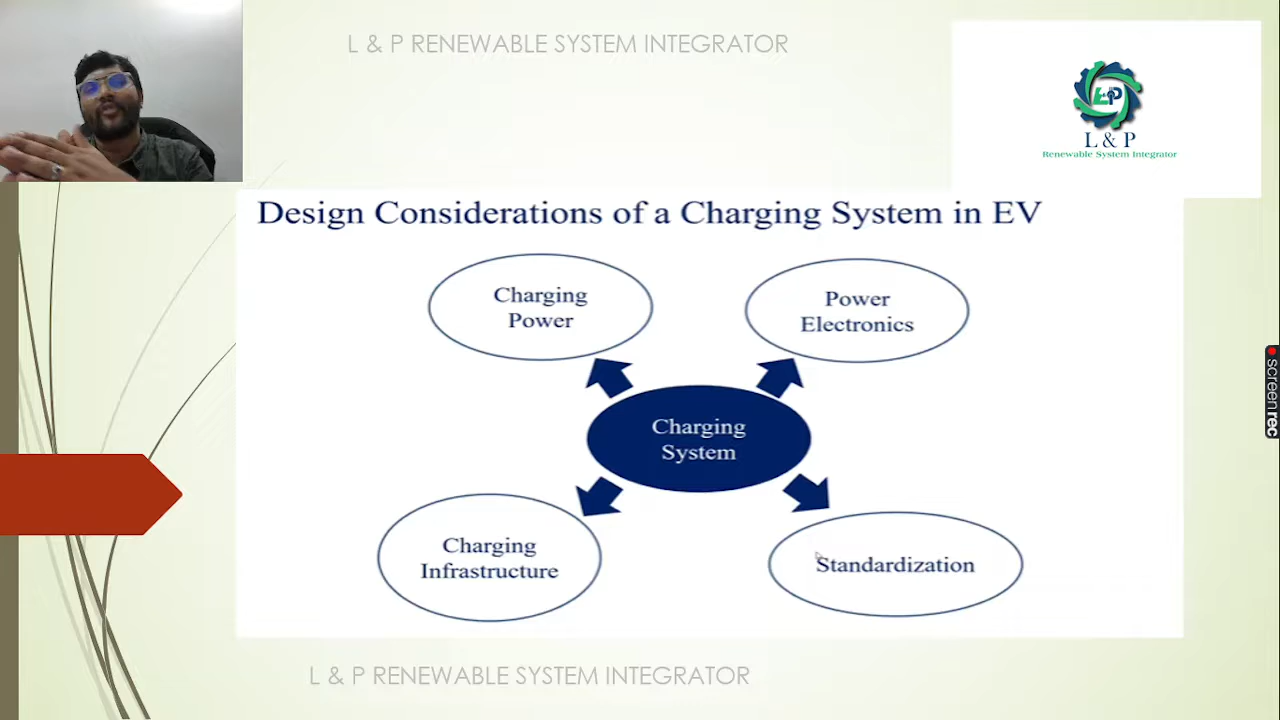 L & P RENEWABLE SYSTEM INTEGRATOR
L&P
L & P
Renewable System Integrator
Design Considerations of a Charging System in EV
Charging
Power
Power
Electronics
Charging
System
Charging
Infrastructure
Standardization
L & P RENEWABLE SYSTEM INTEGRATOR
screenrec